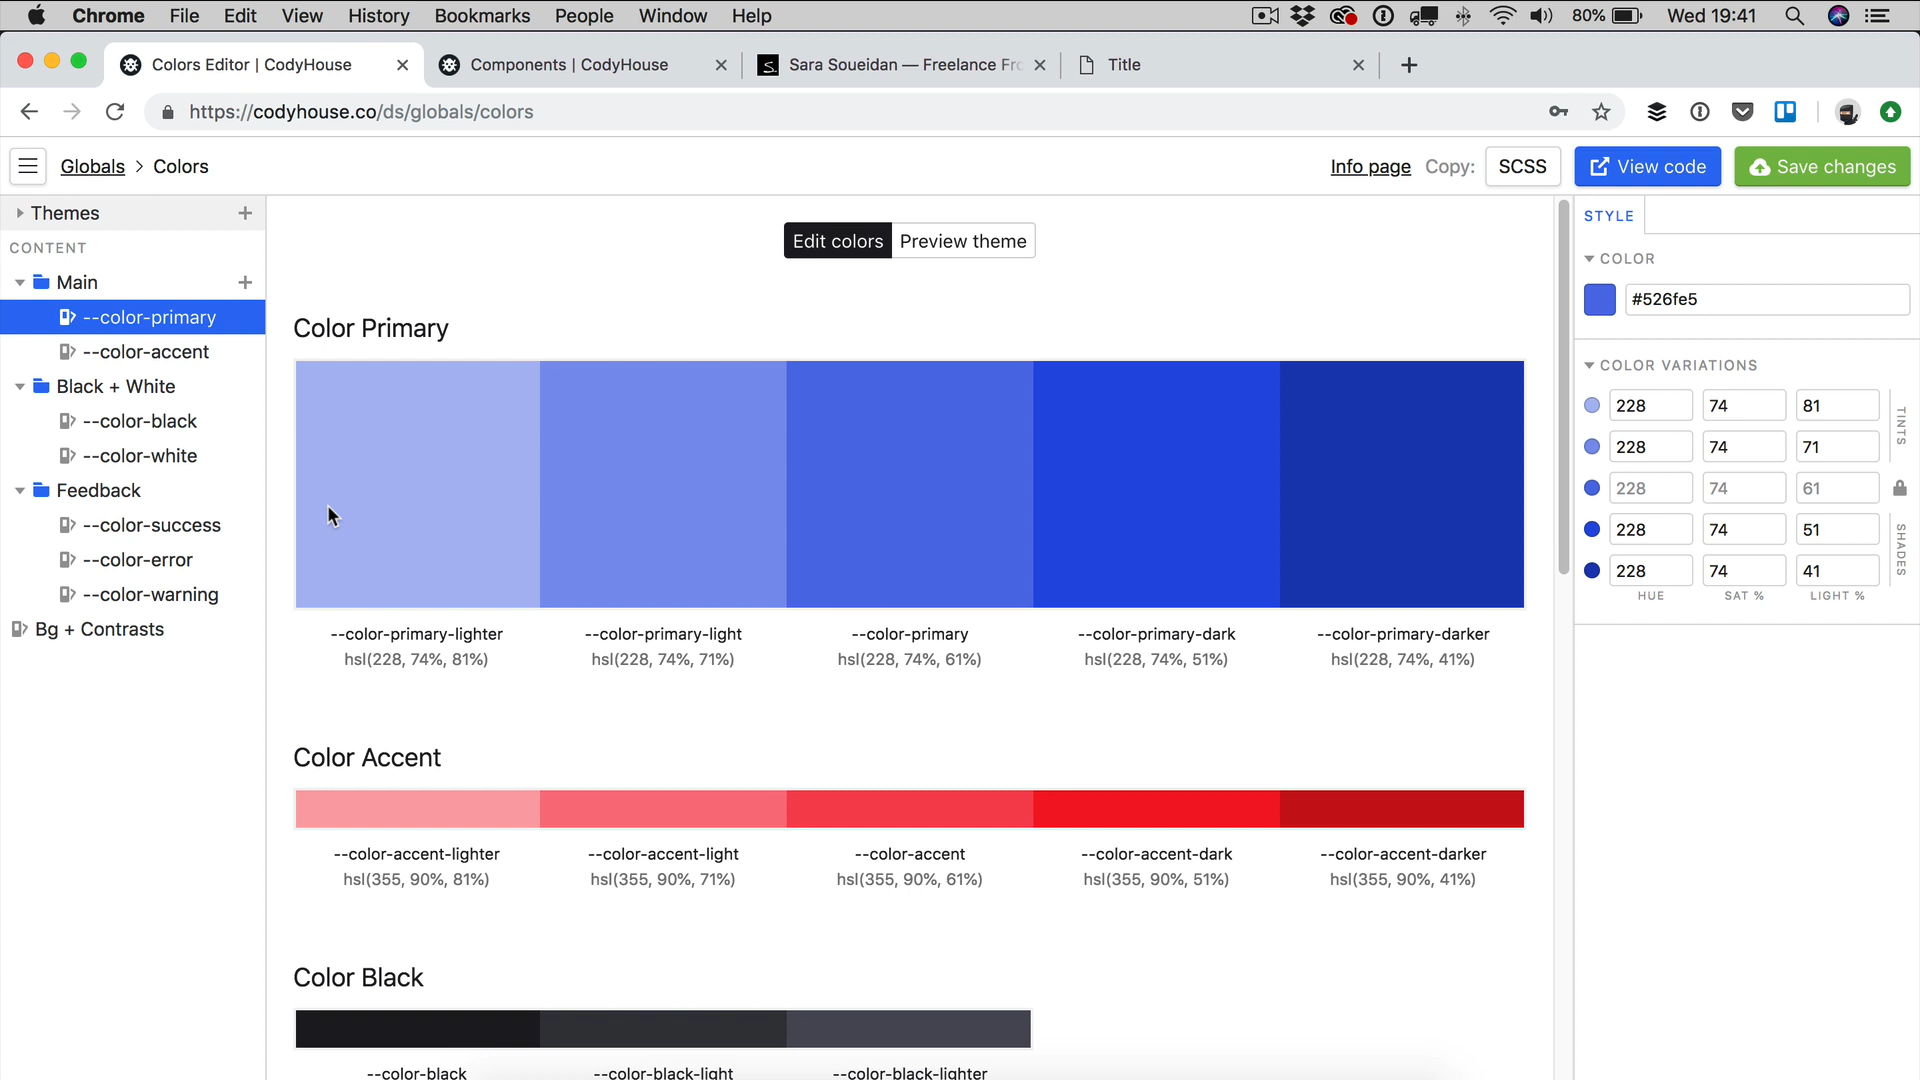 Chrome File Edit View History Bookmarks People Window Help 80% Wed 19:41
Colors Editor | CodyHouse Components | CodyHouse Sara Soueidan — Freelance Fro Title
https://codyhouse.co/ds/globals/colors
Globals > Colors Info page Copy: SCSS View code Save changes
Themes
CONTENT
Main
--color-primary
--color-accent
Black + White
--color-black
--color-white
Feedback
--color-success
--color-error
--color-warning
Bg + Contrasts
Edit colors Preview theme
Color Primary
--color-primary-lighter --color-primary-light --color-primary --color-primary-dark --color-primary-darker
hsl(228, 74%, 81%) hsl(228, 74%, 71%) hsl(228, 74%, 61%) hsl(228, 74%, 51%) hsl(228, 74%, 41%)
Color Accent
--color-accent-lighter --color-accent-light --color-accent --color-accent-dark --color-accent-darker
hsl(355, 90%, 81%) hsl(355, 90%, 71%) hsl(355, 90%, 61%) hsl(355, 90%, 51%) hsl(355, 90%, 41%)
Color Black
--color-black --color-black-light --color-black-lighter
STYLE
COLOR
#526fe5
COLOR VARIATIONS
228 74 81
228 74 71
TINTS
228 74 61
228 74 51
228 74 41
SHADES
HUE SAT % LIGHT %